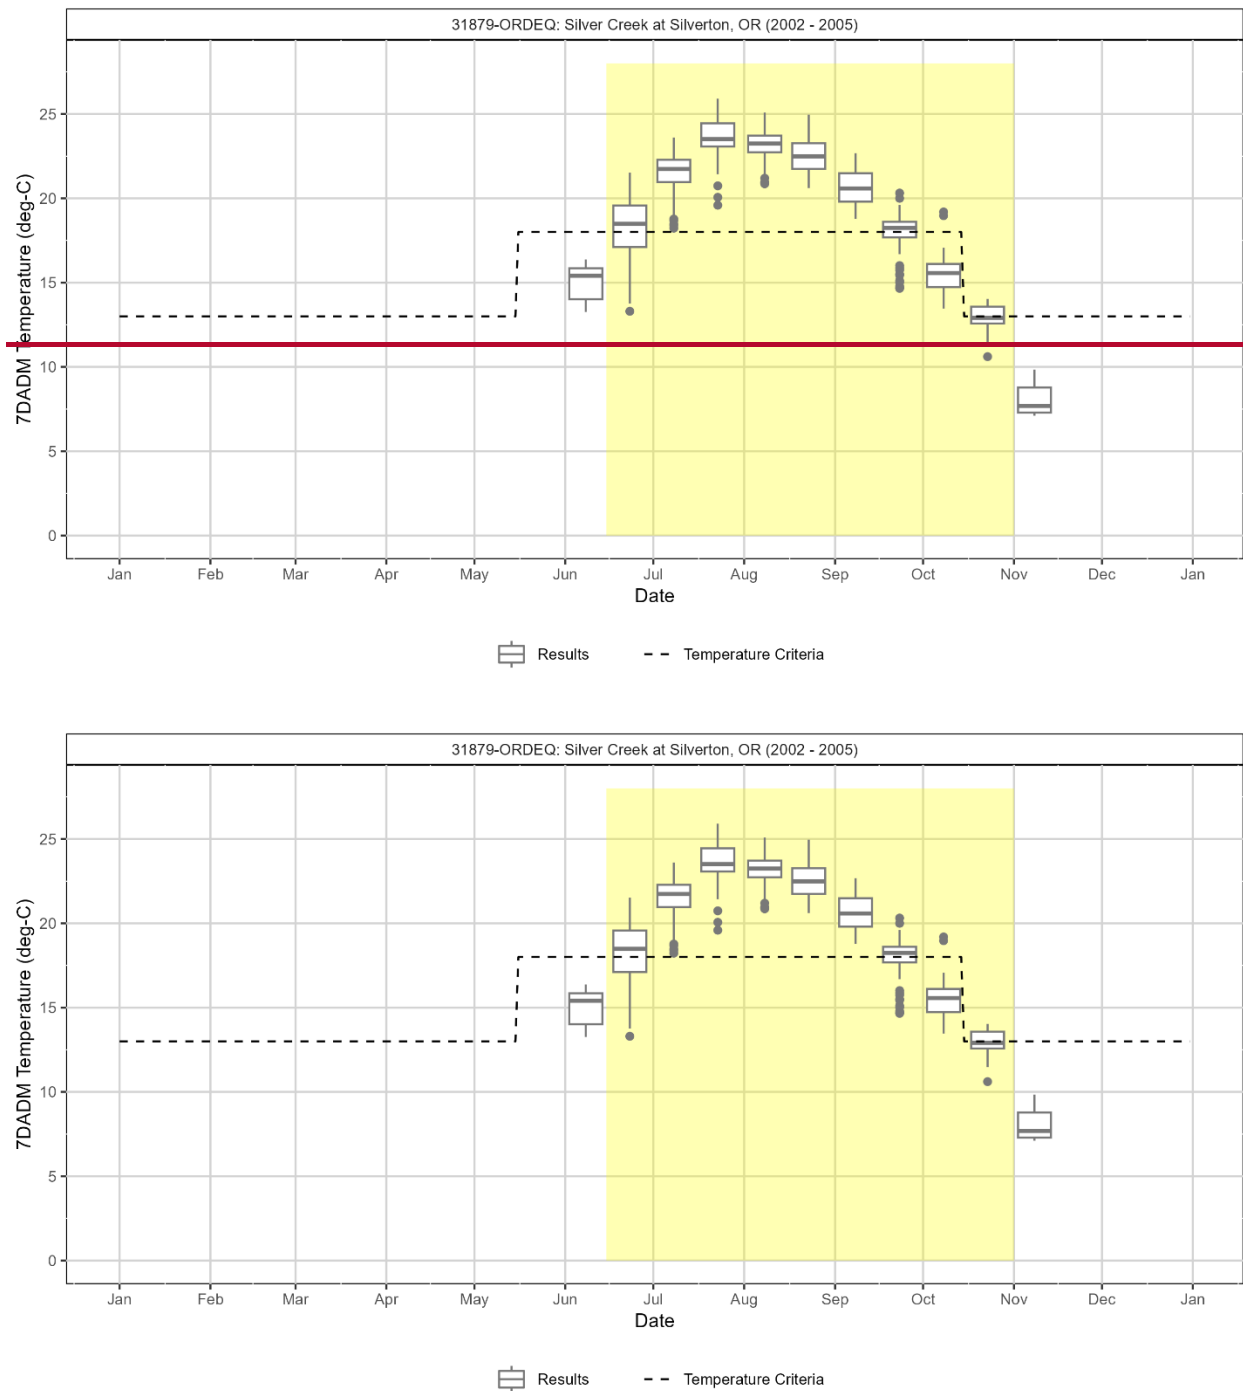 31879-ORDEQ: Silver Creek at Silverton, OR (2002 - 2005)
7DADM Temperature (deg-C)
25
20
15
10
5
0
Jan Feb Mar Apr May Jun Jul Aug Sep Oct Nov Dec Jan
Date
Results Temperature Criteria
31879-ORDEQ: Silver Creek at Silverton, OR (2002 - 2005)
7DADM Temperature (deg-C)
25
20
15
10
5
0
Jan Feb Mar Apr May Jun Jul Aug Sep Oct Nov Dec Jan
Date
Results Temperature Criteria